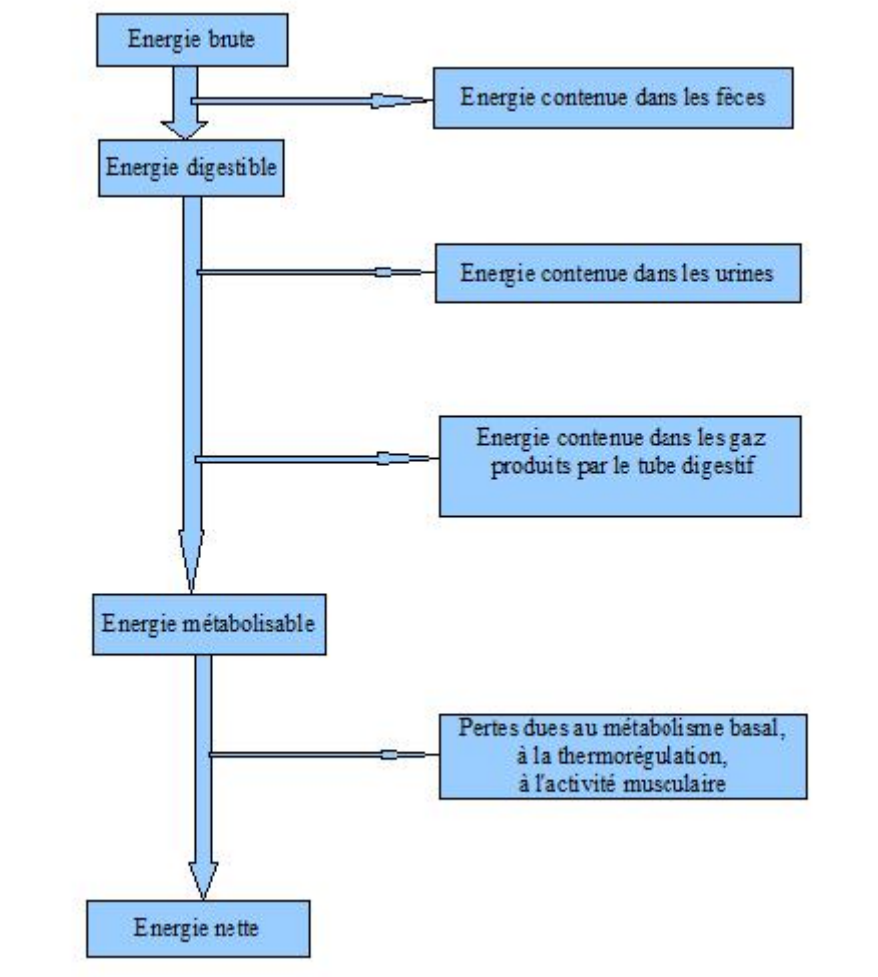 Energie brute
Energie contenue dans les fèces
Energie digestible
Energie contenue dans les urines
Energie contenue dans les gaz
produits par le tube digestif
Energie métabolisable
Pertes dues au métabolisme basal,
à la thermorégulation,
à l'activité musculaire
Energie nette